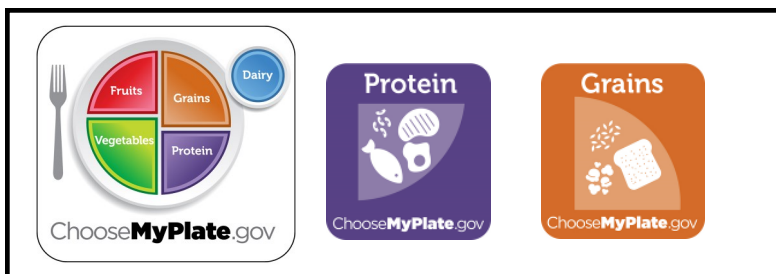 Fruits
Grains
Dairy
Vegetables
Protein
ChooseMyPlate.gov
Protein
ChooseMyPlate.gov
Grains
ChooseMyPlate.gov